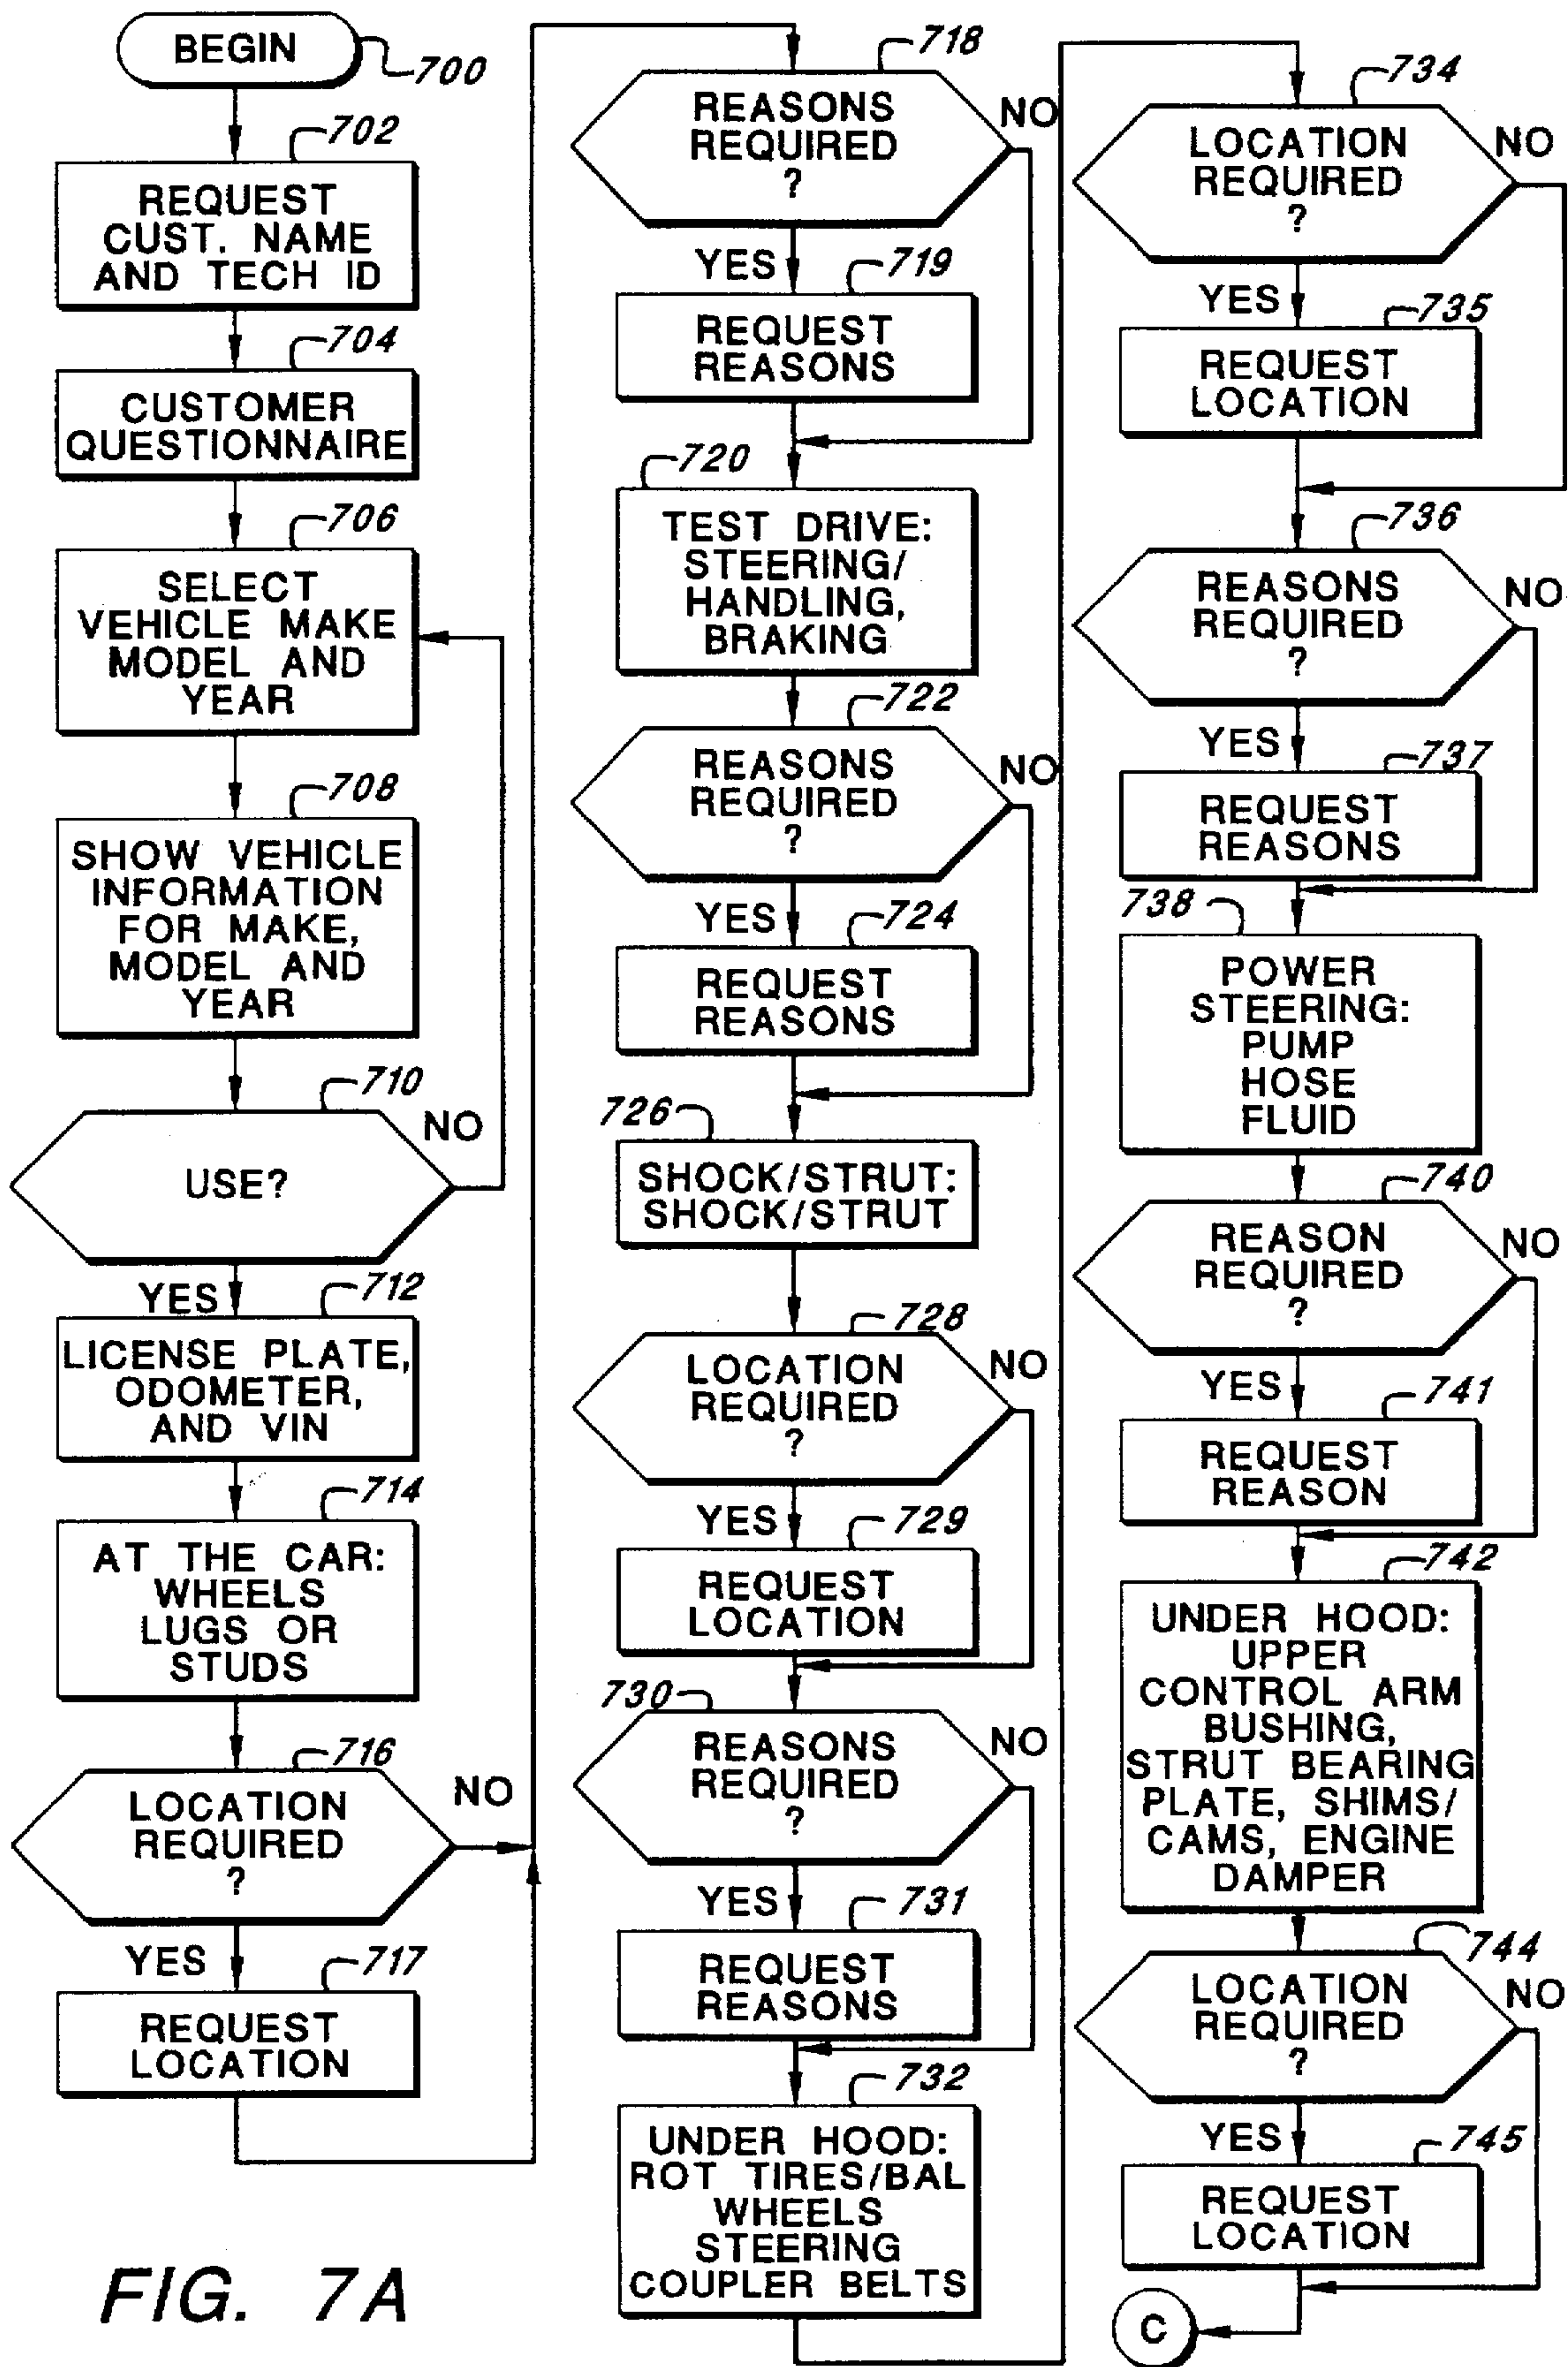 BEGIN
700
702
REQUEST
CUST. NAME
AND TECH ID
704
CUSTOMER
QUESTIONNAIRE
706
SELECT
VEHICLE MAKE
MODEL AND
YEAR
708
SHOW VEHICLE
INFORMATION
FOR MAKE,
MODEL AND
YEAR
710
NO
USE?
YES
712
LICENSE PLATE,
ODOMETER,
AND VIN
714
AT THE CAR:
WHEELS
LUGS OR
STUDS
716
NO
LOCATION
REQUIRED
?
YES
717
REQUEST
LOCATION
718
REASONS
REQUIRED
?
NO
YES
719
REQUEST
REASONS
720
TEST DRIVE:
STEERING/
HANDLING,
BRAKING
722
REASONS
REQUIRED
?
NO
YES
724
REQUEST
REASONS
726
SHOCK/STRUT:
SHOCK/STRUT
728
LOCATION
REQUIRED
?
NO
YES
729
REQUEST
LOCATION
730
REASONS
REQUIRED
?
NO
YES
731
REQUEST
REASONS
732
UNDER HOOD:
ROT TIRES/BAL
WHEELS
STEERING
COUPLER BELTS
734
LOCATION
REQUIRED
?
NO
YES
735
REQUEST
LOCATION
736
REASONS
REQUIRED
?
NO
YES
737
REQUEST
REASONS
738
POWER
STEERING:
PUMP
HOSE
FLUID
740
REASON
REQUIRED
?
NO
YES
741
REQUEST
REASON
742
UNDER HOOD:
UPPER
CONTROL ARM
BUSHING,
STRUT BEARING
PLATE, SHIMS/
CAMS, ENGINE
DAMPER
744
LOCATION
REQUIRED
?
NO
YES
745
REQUEST
LOCATION
C
FIG. 7A